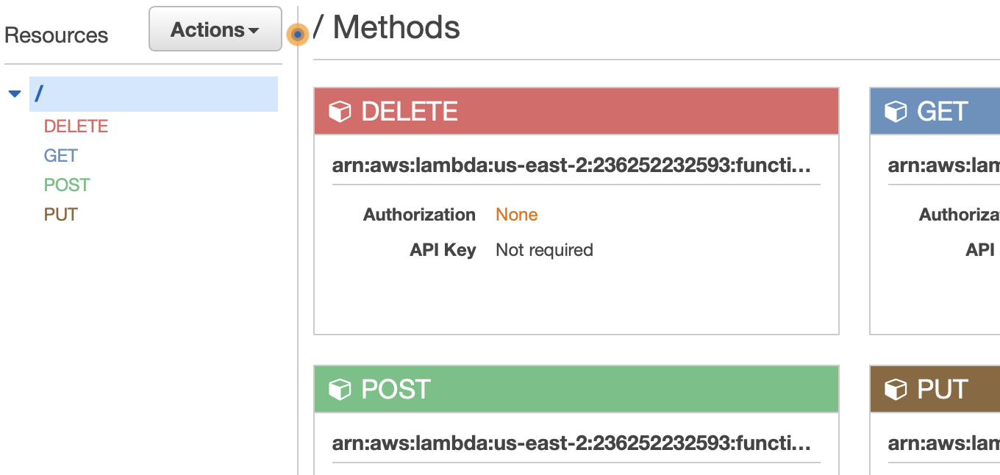 Resources
Actions
/
DELETE
GET
POST
PUT
/ Methods
DELETE
arn:aws:lambda:us-east-2:236252232593:functi...
Authorization None
API Key Not required
GET
arn:aws:lam
Authoriza
API
POST
arn:aws:lambda:us-east-2:236252232593:functi...
PUT
arn:aws:lam